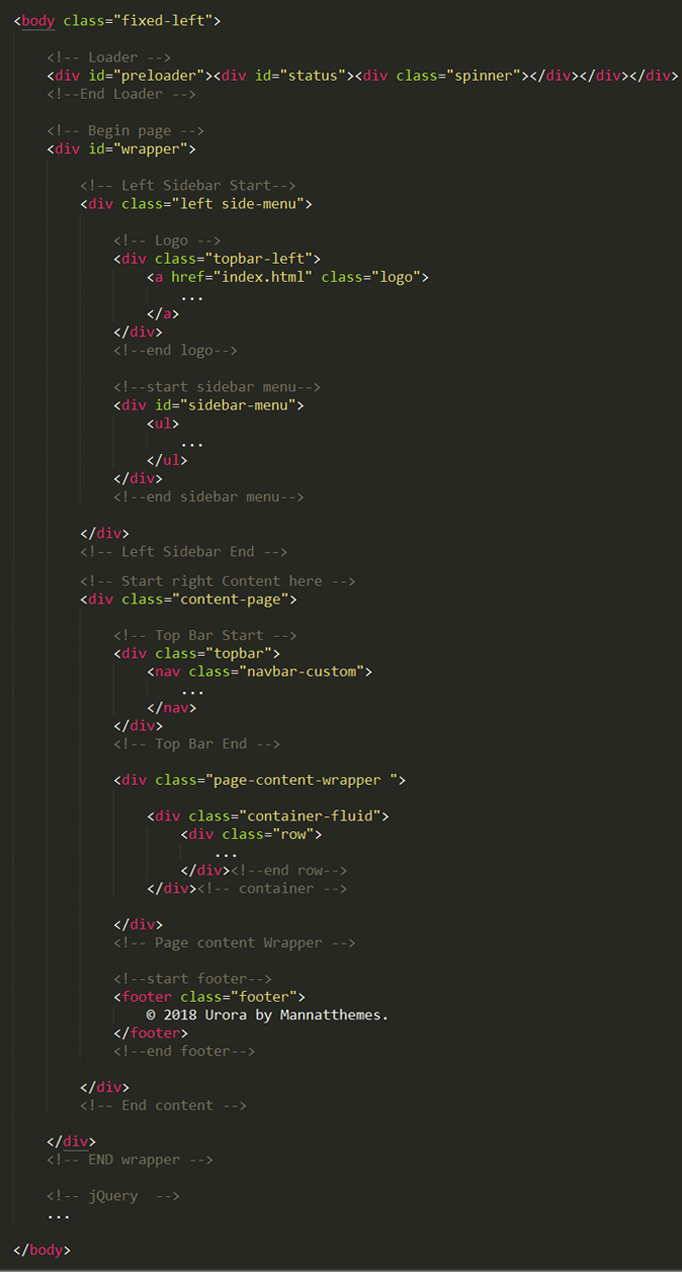 <body class="fixed-left">
<!-- Loader -->
<div id="preloader"><div id="status"><div class="spinner"></div></div></div>
<!--End Loader -->
<!-- Begin page -->
<div id="wrapper">
<!-- Left Sidebar Start-->
<div class="left side-menu">
<!-- Logo -->
<div class="topbar-left">
<a href="index.html" class="logo">
...
</a>
</div>
<!--end logo-->
<!--start sidebar menu-->
<div id="sidebar-menu">
<ul>
...
</ul>
</div>
<!--end sidebar menu-->
</div>
<!-- Left Sidebar End -->
<!-- Start right Content here -->
<div class="content-page">
<!-- Top Bar Start -->
<div class="topbar">
<nav class="navbar-custom">
...
</nav>
</div>
<!-- Top Bar End -->
<div class="page-content-wrapper ">
<div class="container-fluid">
<div class="row">
...
</div><!--end row-->
</div><!-- container -->
</div>
<!-- Page content Wrapper -->
<!--start footer-->
<footer class="footer">
© 2018 Urora by Mannatthemes.
</footer>
<!--end footer-->
</div>
<!-- End content -->
</div>
<!-- END wrapper -->
<!-- jQuery  -->
...
</body>